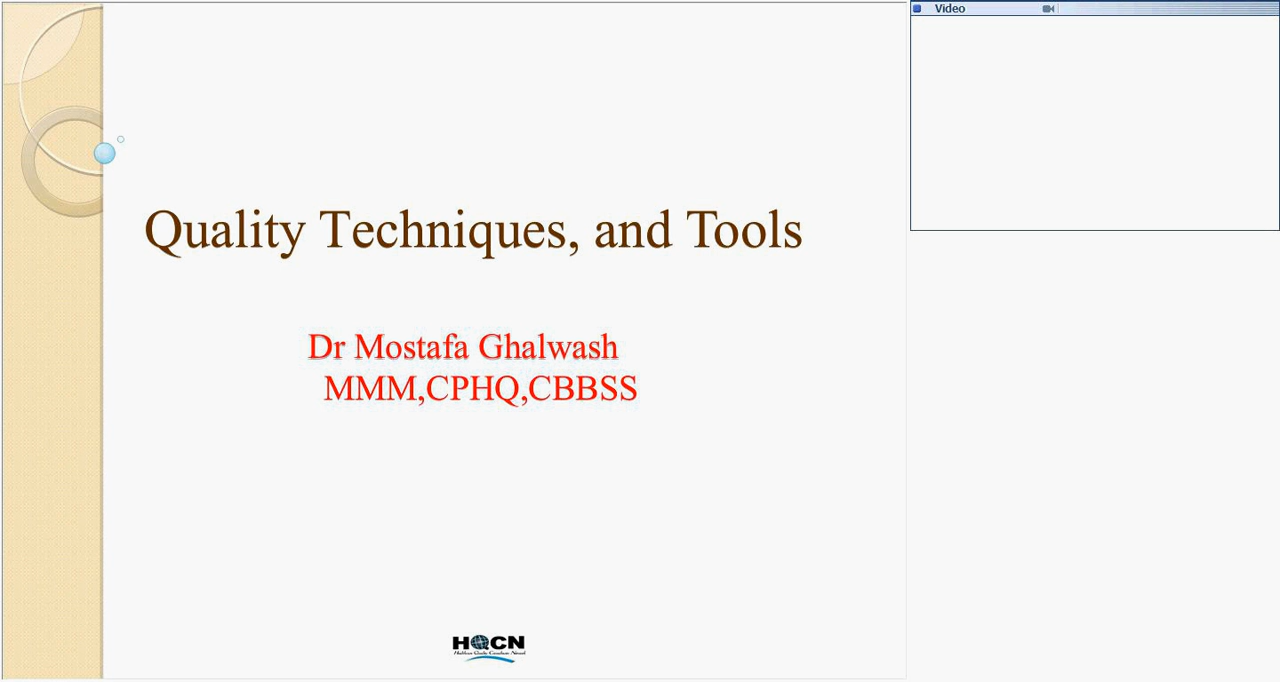 Video
Quality Techniques, and Tools
Dr Mostafa Ghalwash
MMM,CPHQ,CBBSS
HQCN